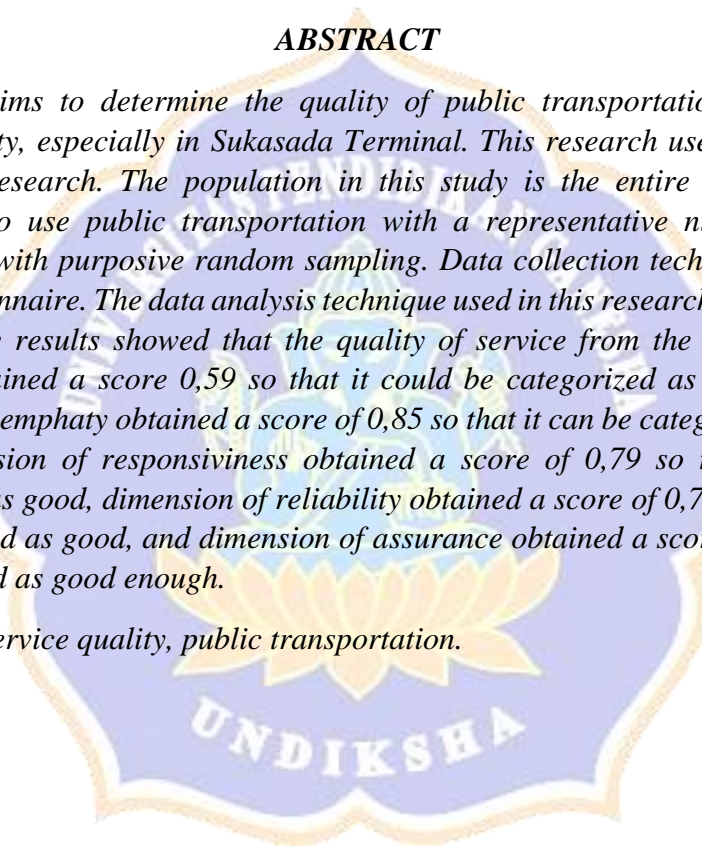 ABSTRACT
ims to determine the quality of public transportatio
ty, especially in Sukasada Terminal. This research use
esearch. The population in this study is the entire
o use public transportation with a representative n
with purposive random sampling. Data collection tech
nnaire. The data analysis technique used in this research
e results showed that the quality of service from the
ined a score 0,59 so that it could be categorized as
emphaty obtained a score of 0,85 so that it can be categ
sion of responsiviness obtained a score of 0,79 so i
as good, dimension of reliability obtained a score of 0,7
d as good, and dimension of assurance obtained a scor
d as good enough.
ervice quality, public transportation.
UNDIKSHA